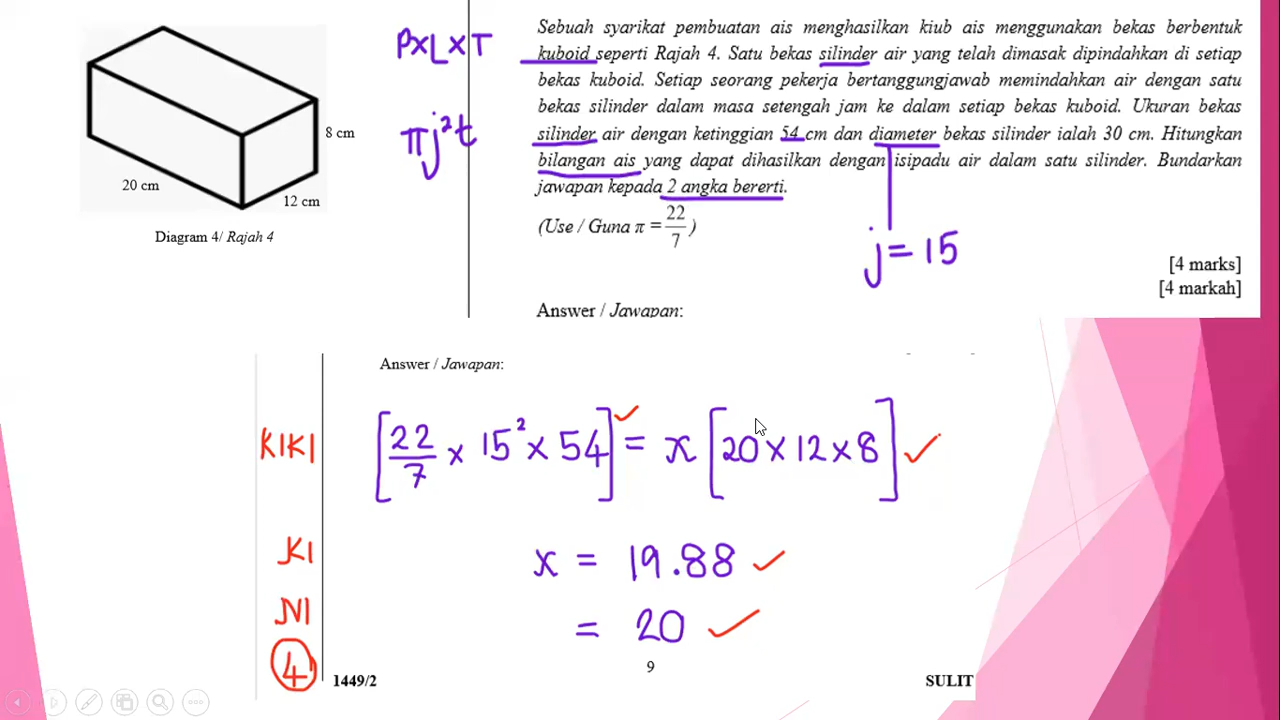 8 cm
20 cm
12 cm
Diagram 4/ Rajah 4
P×L×T
πj²t
Sebuah syarikat pembuatan ais menghasilkan kiub ais menggunakan bekas berbentuk
kuboid seperti Rajah 4. Satu bekas silinder air yang telah dimasak dipindahkan di setiap
bekas kuboid. Setiap seorang pekerja bertanggungjawab memindahkan air dengan satu
bekas silinder dalam masa setengah jam ke dalam setiap bekas kuboid. Ukuran bekas
silinder air dengan ketinggian 54 cm dan diameter bekas silinder ialah 30 cm. Hitungkan
bilangan ais yang dapat dihasilkan dengan isipadu air dalam satu silinder. Bundarkan
jawapan kepada 2 angka bererti.
(Use / Guna π = 22/7)
j = 15
[4 marks]
[4 markah]
Answer / Jawapan:
Answer / Jawapan:
K1K1 [22/7 × 15² × 54] = x [20 × 12 × 8]
K1 x = 19.88
N1 = 20
4
9
1449/2 SULIT